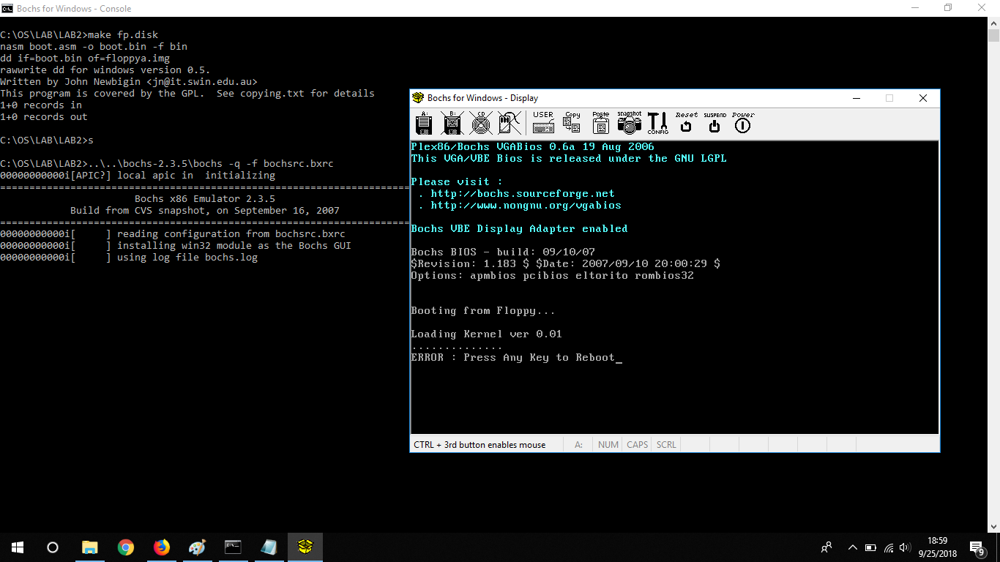 Bochs for Windows - Console
C:\OS\LAB\LAB2>make fp.disk
nasm boot.asm -o boot.bin -f bin
dd if=boot.bin of=floppya.img
rawwrite dd for windows version 0.5.
Written by John Newbigin <jn@it.swin.edu.au>
This program is covered by the GPL.  See copying.txt for details
1+0 records in
1+0 records out
C:\OS\LAB\LAB2>s
C:\OS\LAB\LAB2>..\..\bochs-2.3.5\bochs -q -f bochsrc.bxrc
00000000000i[APIC?] local apic in  initializing
========================================================================
Bochs x86 Emulator 2.3.5
Build from CVS snapshot, on September 16, 2007
========================================================================
00000000000i[     ] reading configuration from bochsrc.bxrc
00000000000i[     ] installing win32 module as the Bochs GUI
00000000000i[     ] using log file bochs.log
Bochs for Windows - Display
A: B: CD USER Copy Paste snapshot CONFIG Reset SUSPEND Power
Plex86/Bochs VGABios 0.6a 19 Aug 2006
This VGA/VBE Bios is released under the GNU LGPL
Please visit :
. http://bochs.sourceforge.net
. http://www.nongnu.org/vgabios
Bochs VBE Display Adapter enabled
Bochs BIOS - build: 09/10/07
$Revision: 1.183 $ $Date: 2007/09/10 20:00:29 $
Options: apmbios pcibios eltorito rombios32
Booting from Floppy...
Loading Kernel ver 0.01
..............
ERROR : Press Any Key to Reboot_
CTRL + 3rd button enables mouse A: NUM CAPS SCRL
18:59
9/25/2018
9